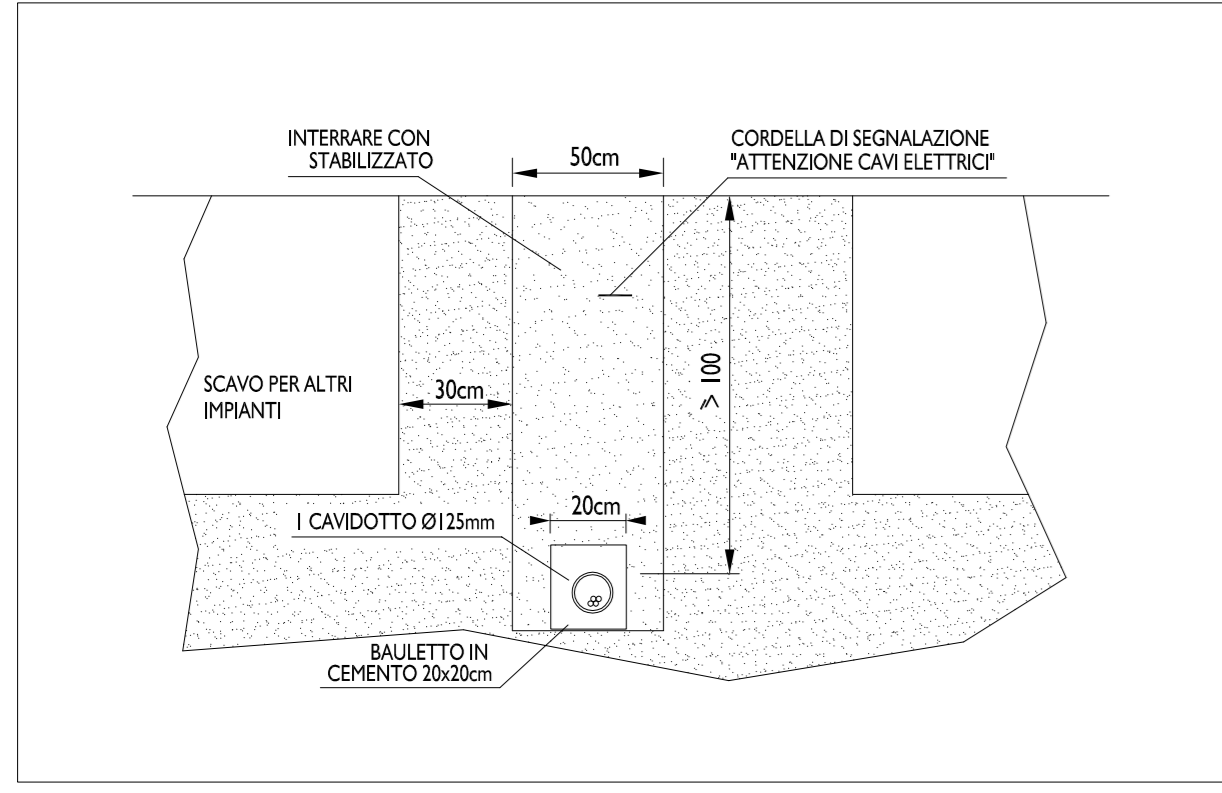 INTERRARE CON
STABILIZZATO
50cm
CORDELLA DI SEGNALAZIONE
"ATTENZIONE CAVI ELETTRICI"
SCAVO PER ALTRI
IMPIANTI
30cm
⩾ 100
20cm
1 CAVIDOTTO Ø125mm
BAULETTO IN
CEMENTO 20x20cm